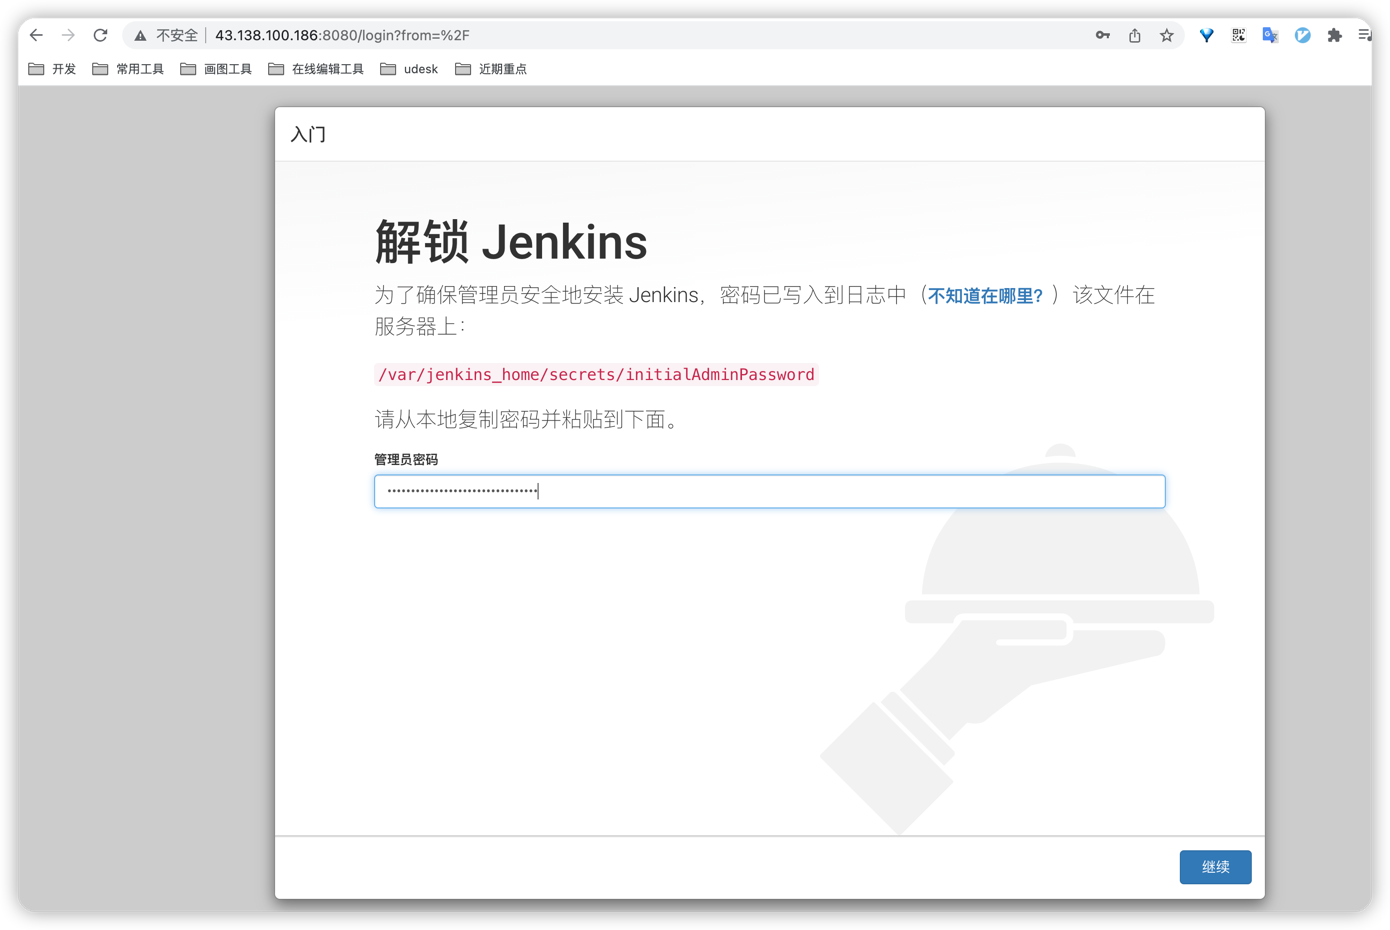 不安全 43.138.100.186:8080/login?from=%2F
开发 常用工具 画图工具 在线编辑工具 udesk 近期重点
入门
解锁 Jenkins
为了确保管理员安全地安装 Jenkins，密码已写入到日志中（不知道在哪里？）该文件在
服务器上：
/var/jenkins_home/secrets/initialAdminPassword
请从本地复制密码并粘贴到下面。
管理员密码
继续